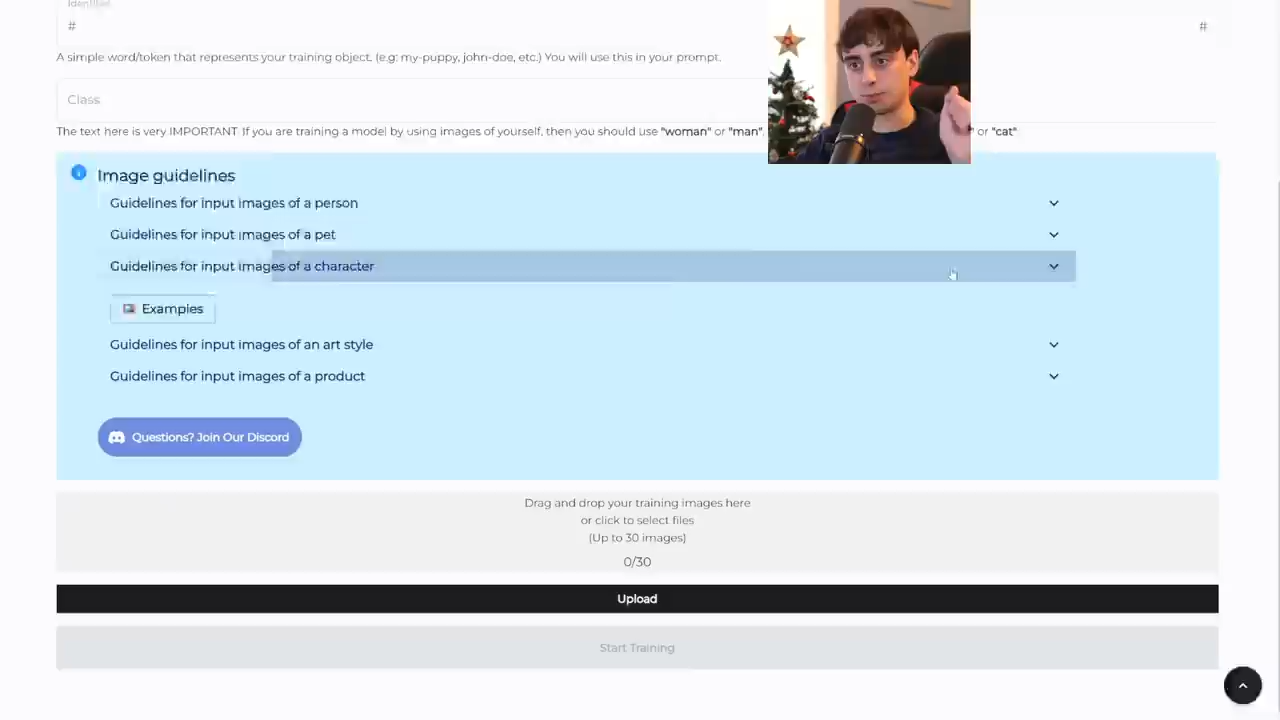 Identifier
#
#
A simple word/token that represents your training object. (e.g: my-puppy, john-doe, etc.) You will use this in your prompt.
Class
The text here is very IMPORTANT. If you are training a model by using images of yourself, then you should use "woman" or "man". or "cat"
Image guidelines
Guidelines for input images of a person
Guidelines for input images of a pet
Guidelines for input images of a character
Examples
Guidelines for input images of an art style
Guidelines for input images of a product
Questions? Join Our Discord
Drag and drop your training images here
or click to select files
(Up to 30 images)
0/30
Upload
Start Training